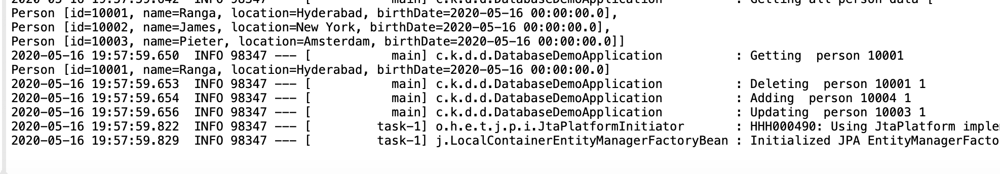 2020-05-16 19:57:59.642  INFO 98347 --- [           main] c.k.d.d.DatabaseDemoApplication          : Getting all person data [
Person [id=10001, name=Ranga, location=Hyderabad, birthDate=2020-05-16 00:00:00.0],
Person [id=10002, name=James, location=New York, birthDate=2020-05-16 00:00:00.0],
Person [id=10003, name=Pieter, location=Amsterdam, birthDate=2020-05-16 00:00:00.0]]
2020-05-16 19:57:59.650  INFO 98347 --- [           main] c.k.d.d.DatabaseDemoApplication          : Getting  person 10001
Person [id=10001, name=Ranga, location=Hyderabad, birthDate=2020-05-16 00:00:00.0]
2020-05-16 19:57:59.653  INFO 98347 --- [           main] c.k.d.d.DatabaseDemoApplication          : Deleting  person 10001 1
2020-05-16 19:57:59.654  INFO 98347 --- [           main] c.k.d.d.DatabaseDemoApplication          : Adding  person 10004 1
2020-05-16 19:57:59.656  INFO 98347 --- [           main] c.k.d.d.DatabaseDemoApplication          : Updating  person 10003 1
2020-05-16 19:57:59.822  INFO 98347 --- [         task-1] o.h.e.t.j.p.i.JtaPlatformInitiator       : HHH000490: Using JtaPlatform imple
2020-05-16 19:57:59.829  INFO 98347 --- [         task-1] j.LocalContainerEntityManagerFactoryBean : Initialized JPA EntityManagerFacto